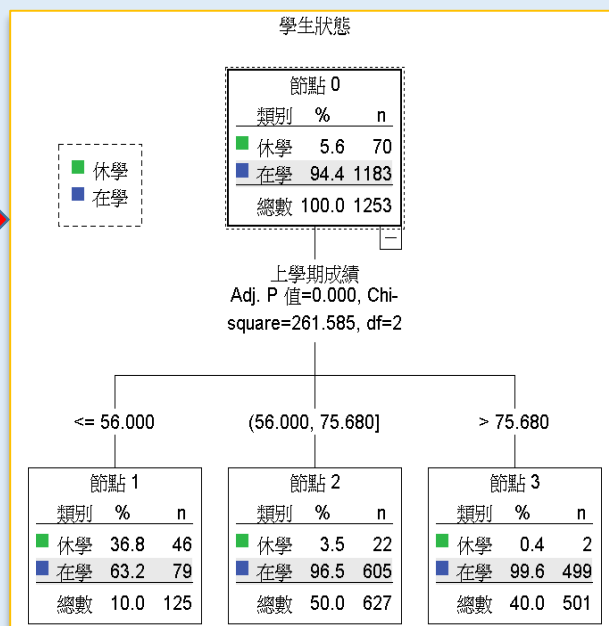 學生狀態
節點 0
類別 % n
休學 5.6 70
在學 94.4 1183
總數 100.0 1253
休學
在學
上學期成績
Adj. P 值=0.000, Chi-
square=261.585, df=2
<= 56.000
(56.000, 75.680]
> 75.680
節點 1
類別 % n
休學 36.8 46
在學 63.2 79
總數 10.0 125
節點 2
類別 % n
休學 3.5 22
在學 96.5 605
總數 50.0 627
節點 3
類別 % n
休學 0.4 2
在學 99.6 499
總數 40.0 501